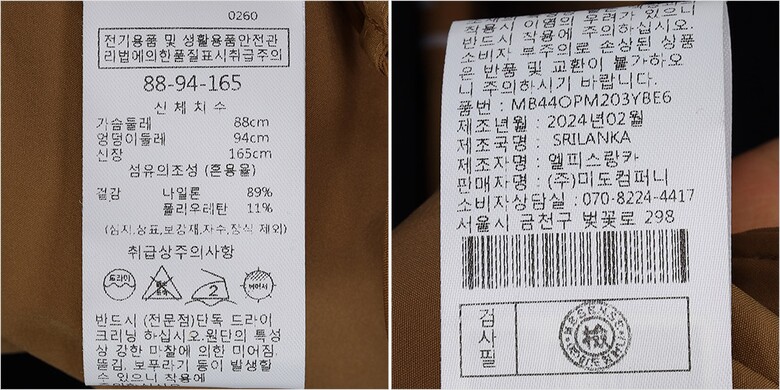 0260
전기용품 및 생활용품안전관
리법에의한품질표시취급주의
88-94-165
신체치수
가슴둘레 88cm
엉덩이둘레 94cm
신장 165cm
섬유의조성 (혼용율)
겉감 나일론 89%
폴리우레탄 11%
(심지,상표,보강재,자수,장식 제외)
취급상주의사항
드라이
2
반드시 (전문점)단독 드라이
크리닝 하십시오.원단의 특성
상 강한 마찰에 의한 미어짐,
뜯김, 보푸라기 등이 발생할
수 있으니 착용에
착용시 이염의 우려가 있으니
반드시 착용에 주의하십시오.
소비자 부주의로 손상된 상품
은 반품 및 교환이 불가하오
니 주의하시기 바랍니다.
품번 : MB44OPM203YBE6
제조년월 : 2024년02월
제조국명 : SRILANKA
제조자명 : 엘피스랑카
판매자명 : (주)미도컴퍼니
소비자상담실 : 070-8224-4417
서울시 금천구 벚꽃로 298
검사필